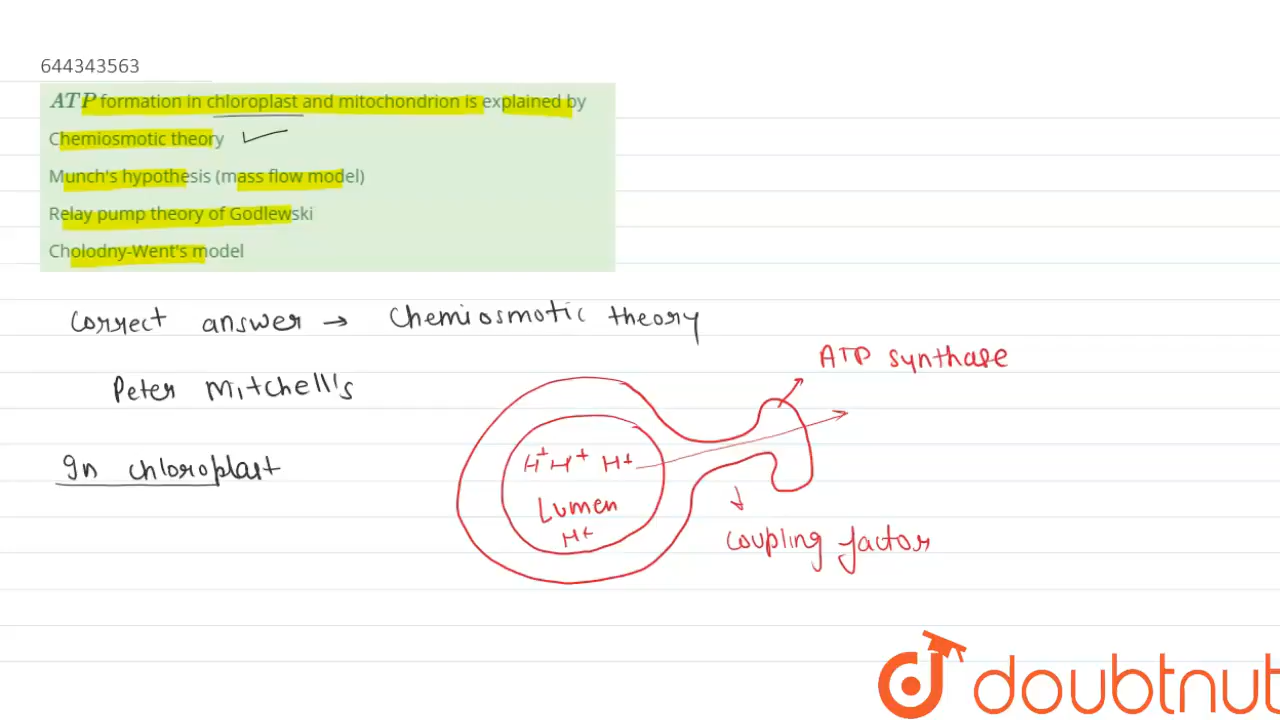 644343563
ATP formation in chloroplast and mitochondrion is explained by
Chemiosmotic theory
Munch's hypothesis (mass flow model)
Relay pump theory of Godlewski
Cholodny-Went's model
Correct answer → Chemiosmotic theory
Peter Mitchell's
In chloroplast
ATP synthase
H+ H+ H+
Lumen
H+
Coupling factor
doubtnut